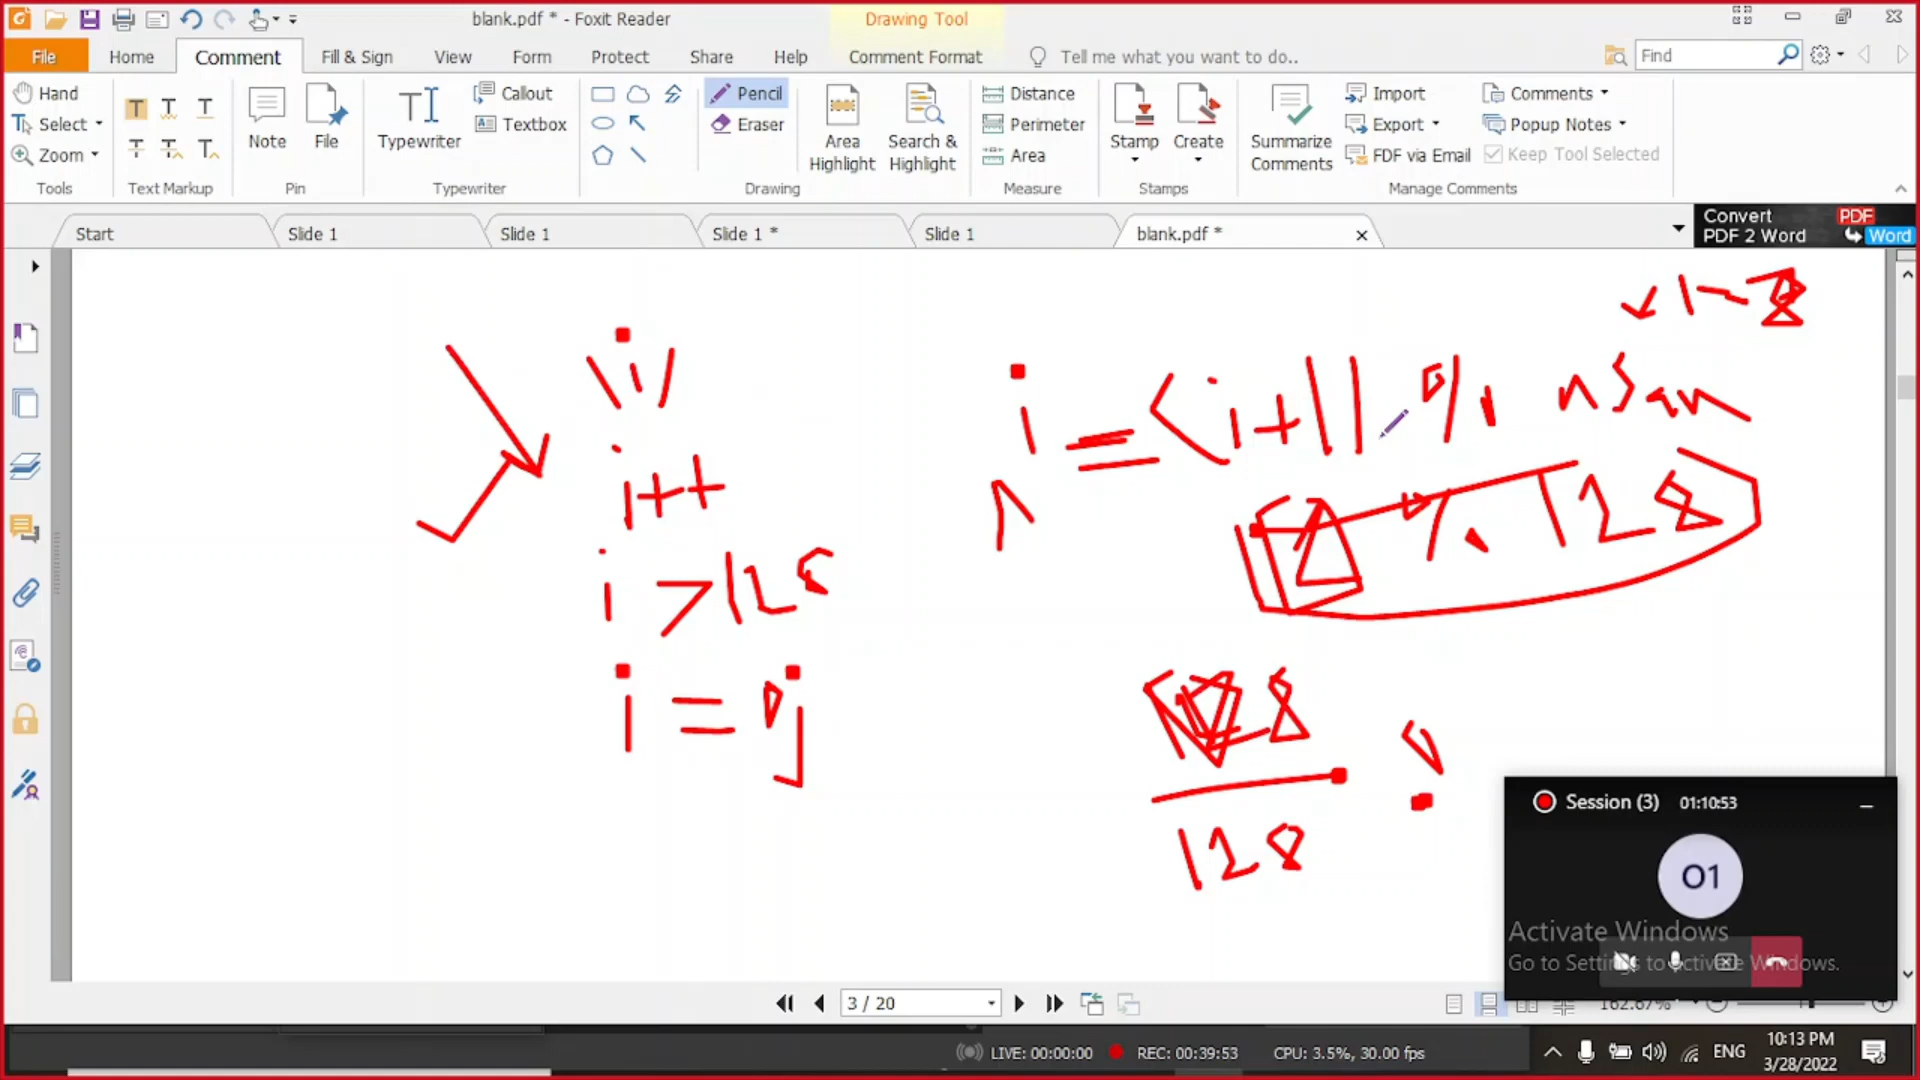 blank.pdf * - Foxit Reader
Drawing Tool
File
Home
Comment
Fill & Sign
View
Form
Protect
Share
Help
Comment Format
Tell me what you want to do..
Find
Hand
Select
Zoom
Tools
Text Markup
Note
File
Pin
Typewriter
Callout
Textbox
Typewriter
Pencil
Eraser
Drawing
Area Highlight
Search & Highlight
Distance
Perimeter
Area
Measure
Stamp
Create
Stamps
Summarize Comments
Import
Export
FDF via Email
Comments
Popup Notes
Keep Tool Selected
Manage Comments
Start
Slide 1
Slide 1
Slide 1 *
Slide 1
blank.pdf *
Convert PDF
PDF 2 Word Word
i
i++
i > 128
i =
i = (i+1) %
% 128)
128
128
Session (3) 01:10:53
O1
Activate Windows
Go to Settings to activate Windows.
3 / 20
162.67%
LIVE: 00:00:00
REC: 00:39:53
CPU: 3.5%, 30.00 fps
ENG
10:13 PM
3/28/2022